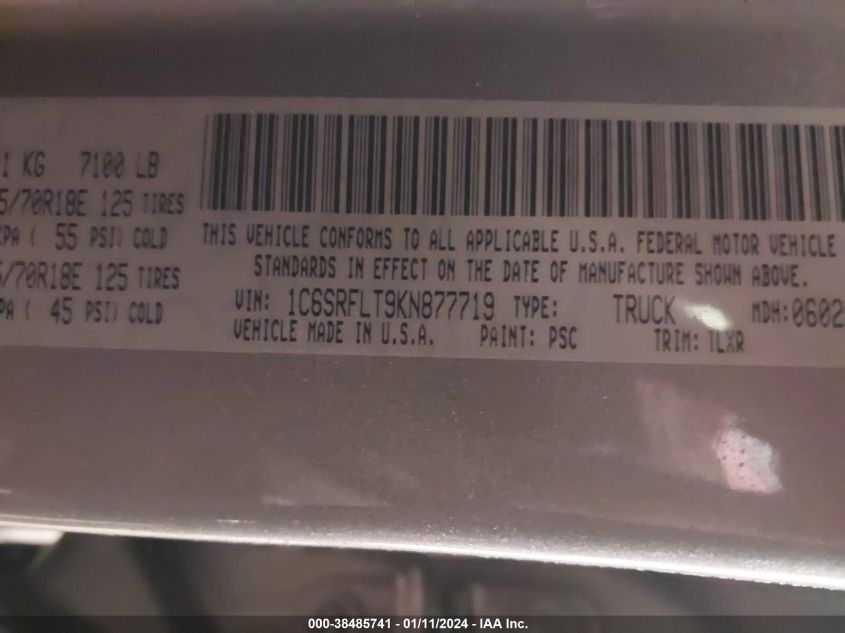 1 KG 7100 LB
5/70R18E 125 TIRES
KPA ( 55 PSI) COLD
5/70R18E 125 TIRES
PA ( 45 PSI) COLD
THIS VEHICLE CONFORMS TO ALL APPLICABLE U.S.A. FEDERAL MOTOR VEHICLE
STANDARDS IN EFFECT ON THE DATE OF MANUFACTURE SHOWN ABOVE.
VIN: 1C6SRFLT9KN877719 TYPE: TRUCK MDH:0602
VEHICLE MADE IN U.S.A. PAINT: PSC TRIM: TLXR
000-38485741 - 01/11/2024 - IAA Inc.